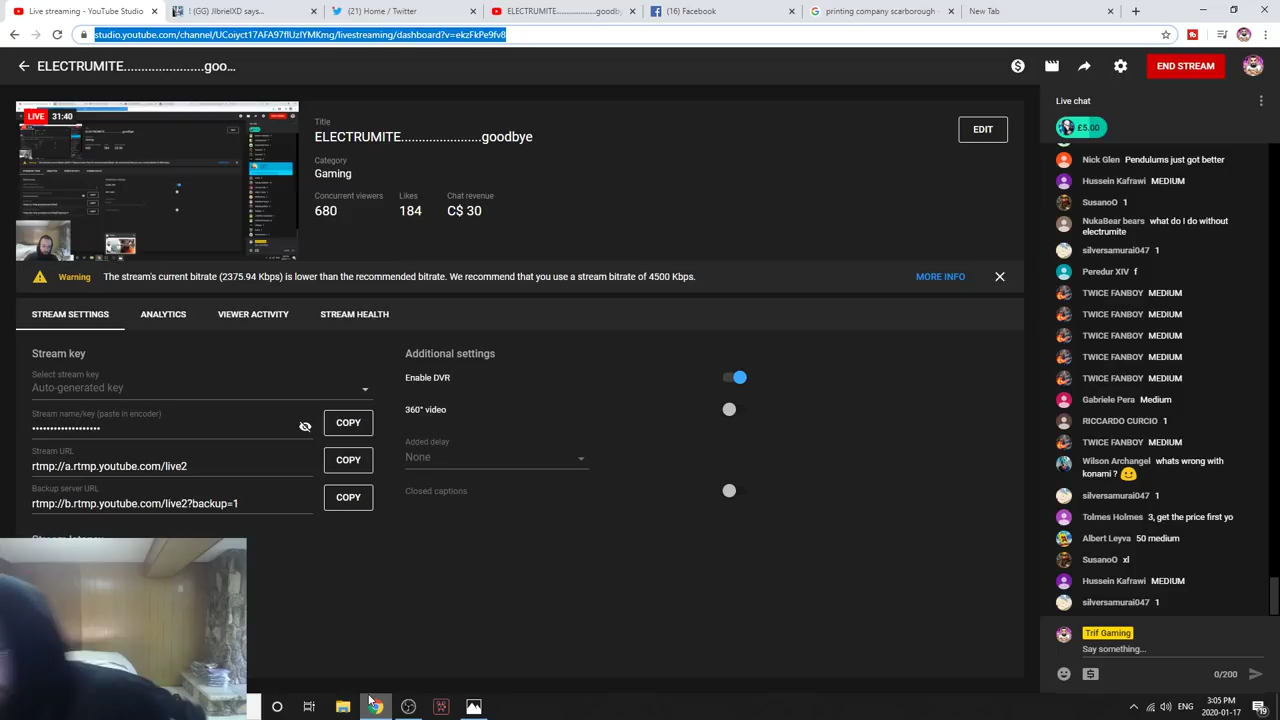 Live streaming - YouTube Studio
(GG) JIbrielXD says...
(21) Home / Twitter
ELECTRUMITE......................goodby
(16) Facebook
printing company scarborough -
New Tab
studio.youtube.com/channel/UCoiyct17AFA97flUzIYMKmg/livestreaming/dashboard?v=ekzFkPe9fv8
ELECTRUMITE......................goo...
END STREAM
LIVE 31:40
Title
ELECTRUMITE......................goodbye
EDIT
Category
Gaming
Concurrent viewers
680
Likes
184
Chat revenue
C$ 30
Warning
The stream's current bitrate (2375.94 Kbps) is lower than the recommended bitrate. We recommend that you use a stream bitrate of 4500 Kbps.
MORE INFO
STREAM SETTINGS
ANALYTICS
VIEWER ACTIVITY
STREAM HEALTH
Stream key
Select stream key
Auto-generated key
Stream name/key (paste in encoder)
••••••••••••••••••••
COPY
Stream URL
rtmp://a.rtmp.youtube.com/live2
COPY
Backup server URL
rtmp://b.rtmp.youtube.com/live2?backup=1
COPY
Stream latency
Additional settings
Enable DVR
360° video
Added delay
None
Closed captions
Live chat
£5.00
Nick Glen Pendulums just got better
Hussein Kafrawi MEDIUM
SusanoO 1
NukaBear bears what do I do without
electrumite
silversamurai047 1
Peredur XIV f
TWICE FANBOY MEDIUM
TWICE FANBOY MEDIUM
TWICE FANBOY MEDIUM
TWICE FANBOY MEDIUM
TWICE FANBOY MEDIUM
Gabriele Pera Medium
RICCARDO CURCIO 1
TWICE FANBOY MEDIUM
Wilson Archangel whats wrong with
konami ?
silversamurai047 1
Tolmes Holmes 3, get the price first yo
Albert Leyva 50 medium
SusanoO xl
Hussein Kafrawi MEDIUM
silversamurai047 1
Trif Gaming
Say something...
0/200
ENG
3:05 PM
2020-01-17
19